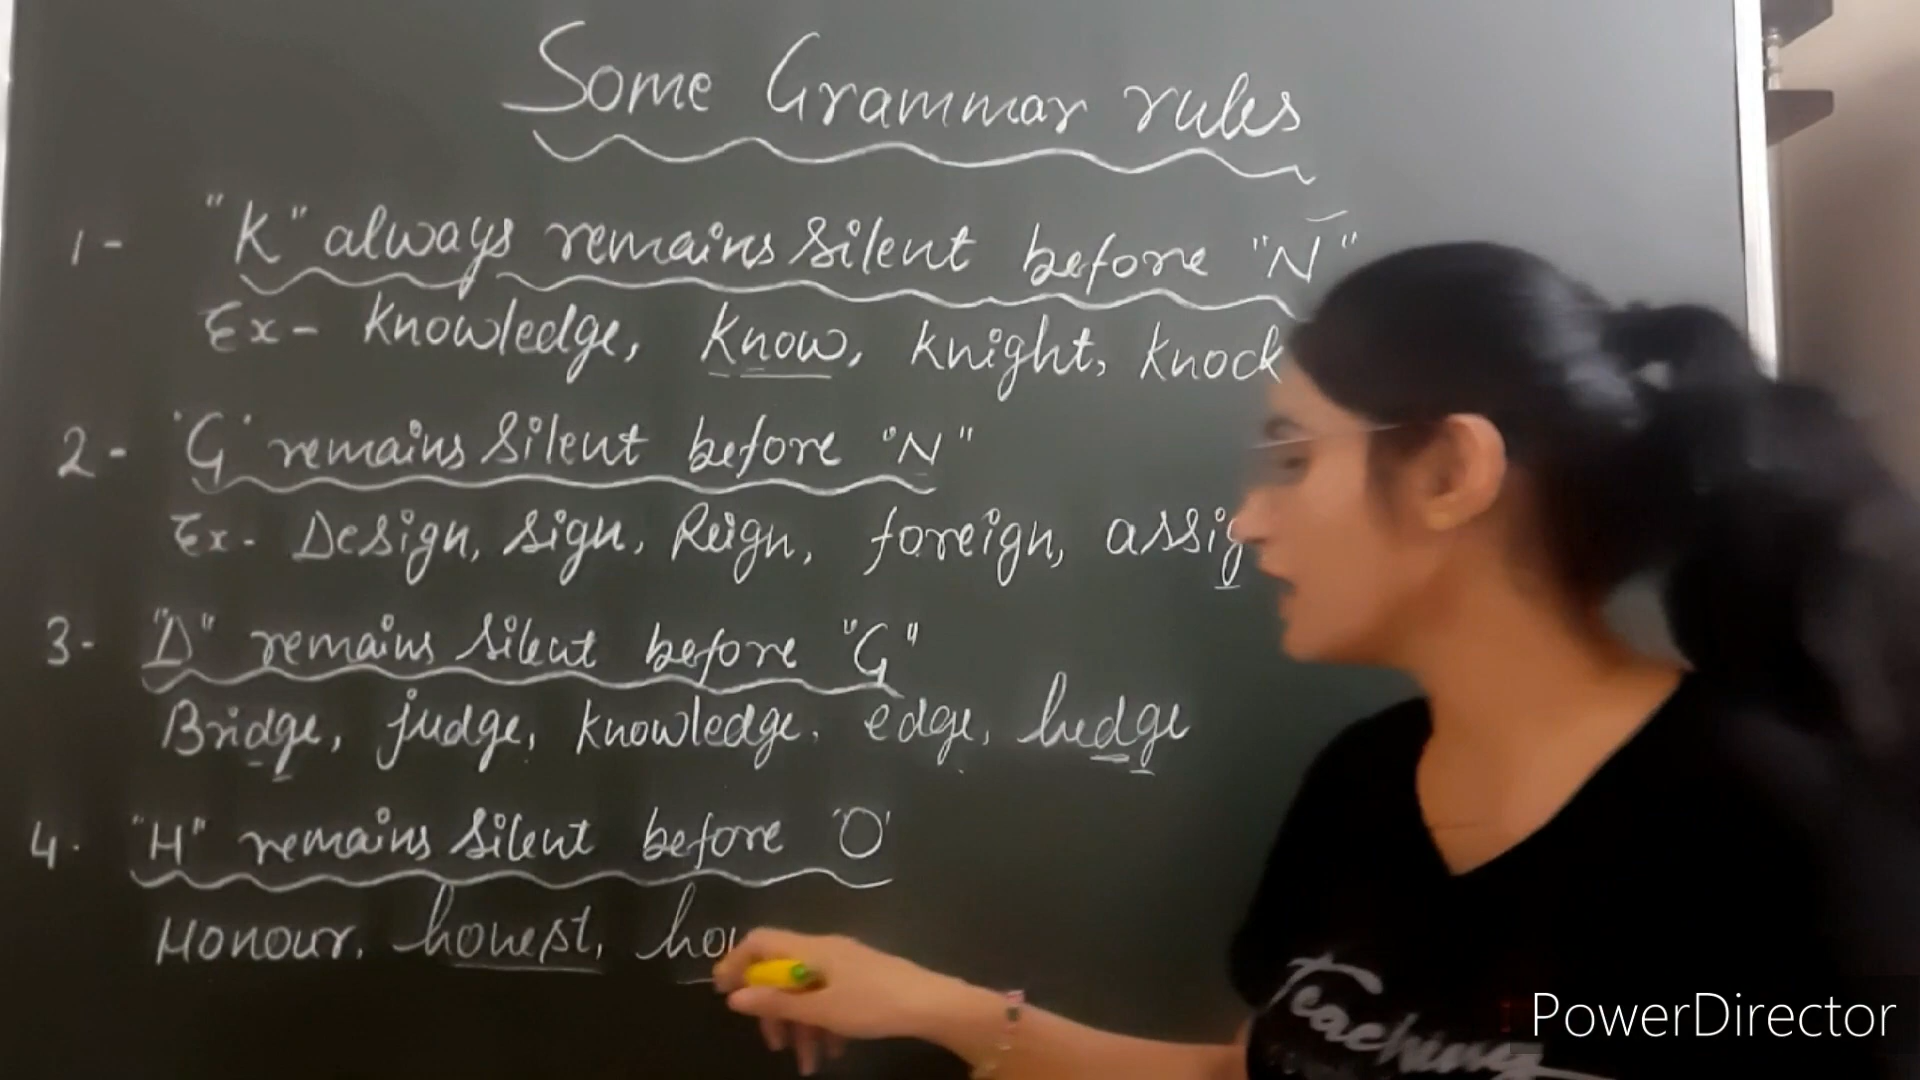 Some Grammar rules
1- "K" always remains silent before "N"
Ex- Knowledge, Know, Knight, Knock
2- 'G' remains silent before "N"
Ex- Design, sign, Reign, foreign, assig
3- "D" remains silent before "G"
Bridge, judge, Knowledge. edge, hedge
4. "H" remains silent before 'O'
Honour, honest, hou
Teaching
PowerDirector